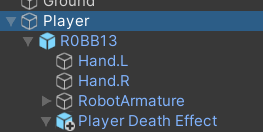 Ground
Player
R0BB13
Hand.L
Hand.R
RobotArmature
Player Death Effect